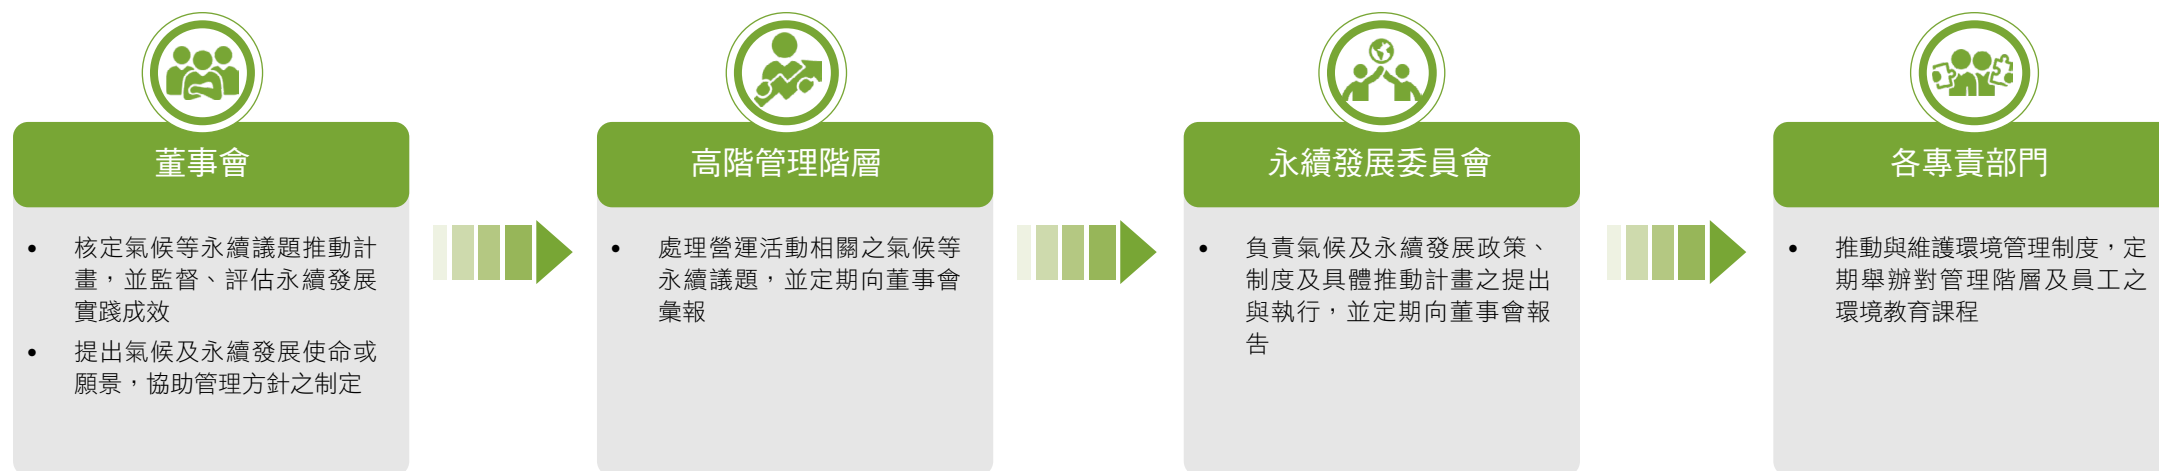 董事會
• 核定氣候等永續議題推動計
畫，並監督、評估永續發展
實踐成效
• 提出氣候及永續發展使命或
願景，協助管理方針之制定
高階管理階層
• 處理營運活動相關之氣候等
永續議題，並定期向董事會
彙報
永續發展委員會
• 負責氣候及永續發展政策、
制度及具體推動計畫之提出
與執行，並定期向董事會報
告
各專責部門
• 推動與維護環境管理制度，定
期舉辦對管理階層及員工之
環境教育課程